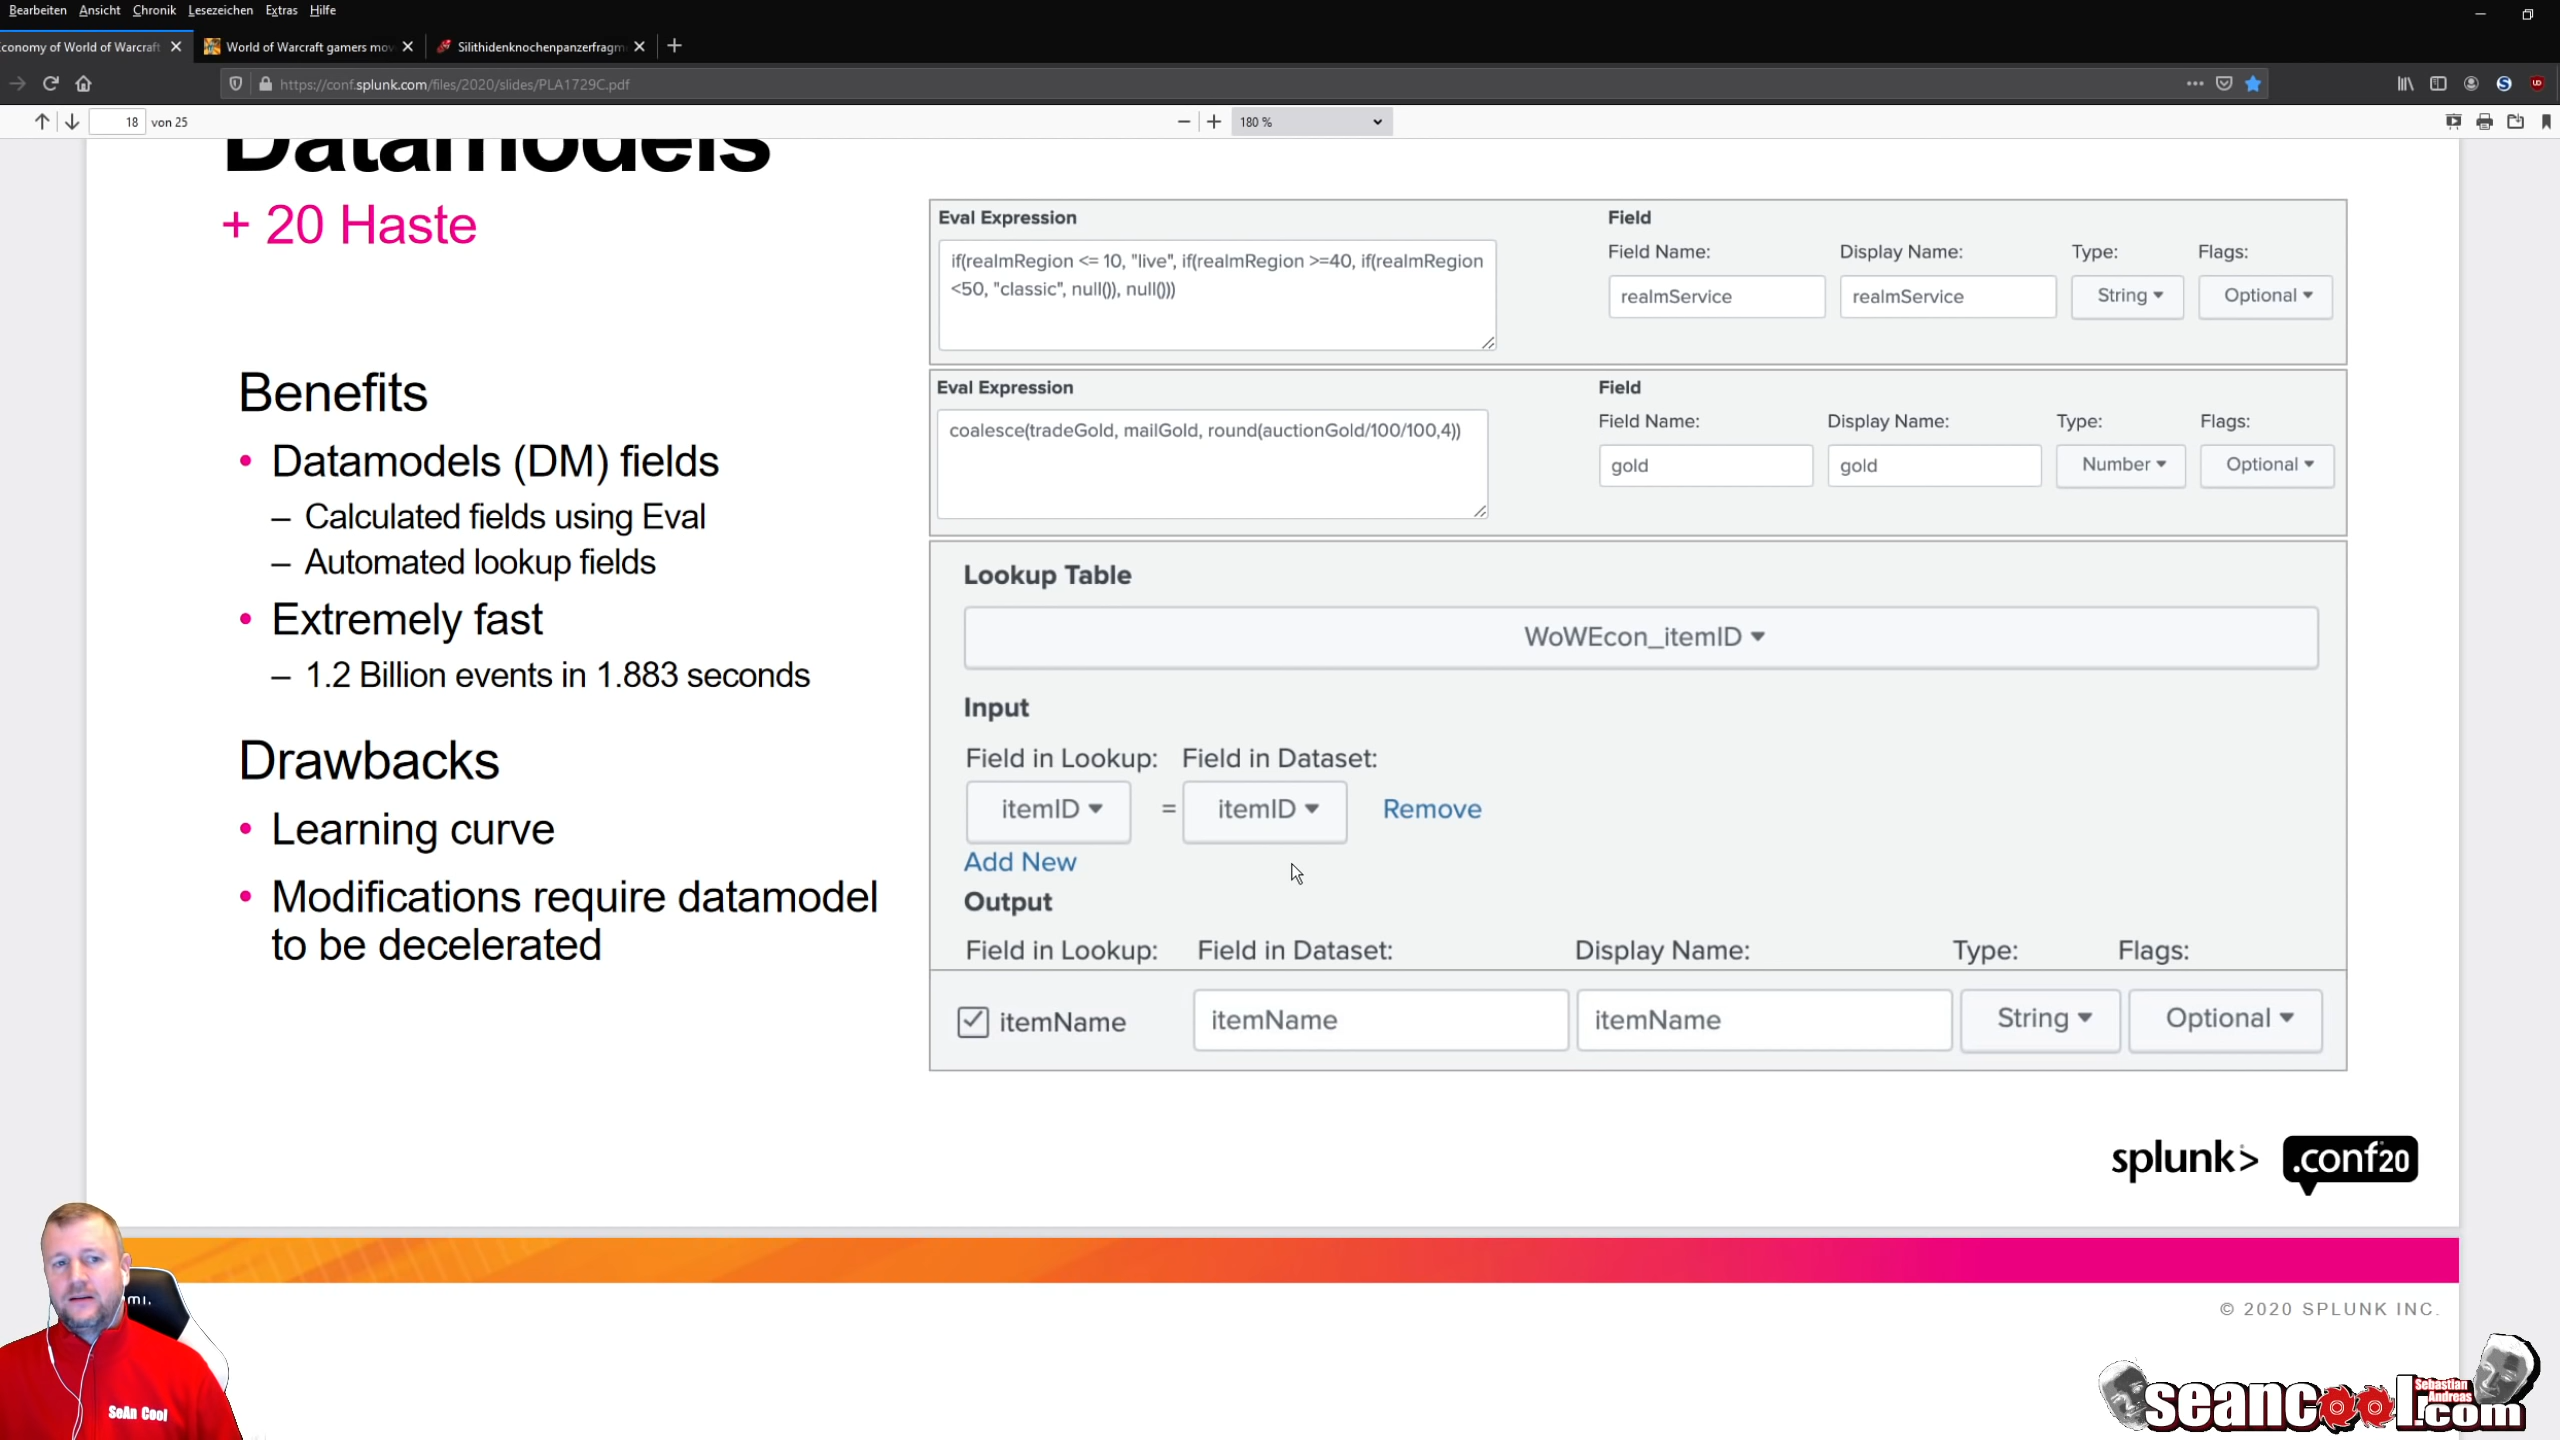 Bearbeiten Ansicht Chronik Lesezeichen Extras Hilfe
conomy of World of Warcraft
World of Warcraft gamers mov
Silithidenknochenpanzerfragm
https://conf.splunk.com/files/2020/slides/PLA1729C.pdf
18 von 25
180 %
Datamodels
+ 20 Haste
Benefits
• Datamodels (DM) fields
– Calculated fields using Eval
– Automated lookup fields
• Extremely fast
– 1.2 Billion events in 1.883 seconds
Drawbacks
• Learning curve
• Modifications require datamodel
to be decelerated
Eval Expression
if(realmRegion <= 10, "live", if(realmRegion >=40, if(realmRegion
<50, "classic", null()), null()))
Field
Field Name: Display Name: Type: Flags:
realmService realmService String Optional
Eval Expression
coalesce(tradeGold, mailGold, round(auctionGold/100/100,4))
Field
Field Name: Display Name: Type: Flags:
gold gold Number Optional
Lookup Table
WoWEcon_itemID
Input
Field in Lookup: Field in Dataset:
itemID = itemID Remove
Add New
Output
Field in Lookup: Field in Dataset: Display Name: Type: Flags:
itemName itemName itemName String Optional
splunk> .conf20
© 2020 SPLUNK INC.
SeAn Cool
seancool.com
Sebastian
Andreas